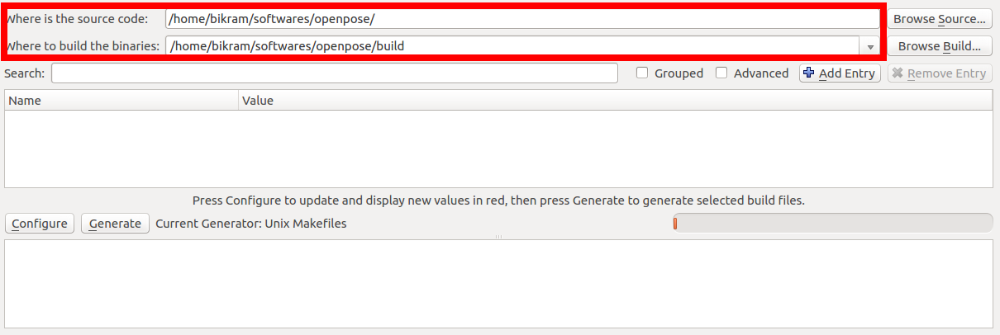 Where is the source code: /home/bikram/softwares/openpose/ Browse Source...
Where to build the binaries: /home/bikram/softwares/openpose/build Browse Build...
Search: Grouped Advanced Add Entry Remove Entry
Name Value
Press Configure to update and display new values in red, then press Generate to generate selected build files.
Configure Generate Current Generator: Unix Makefiles